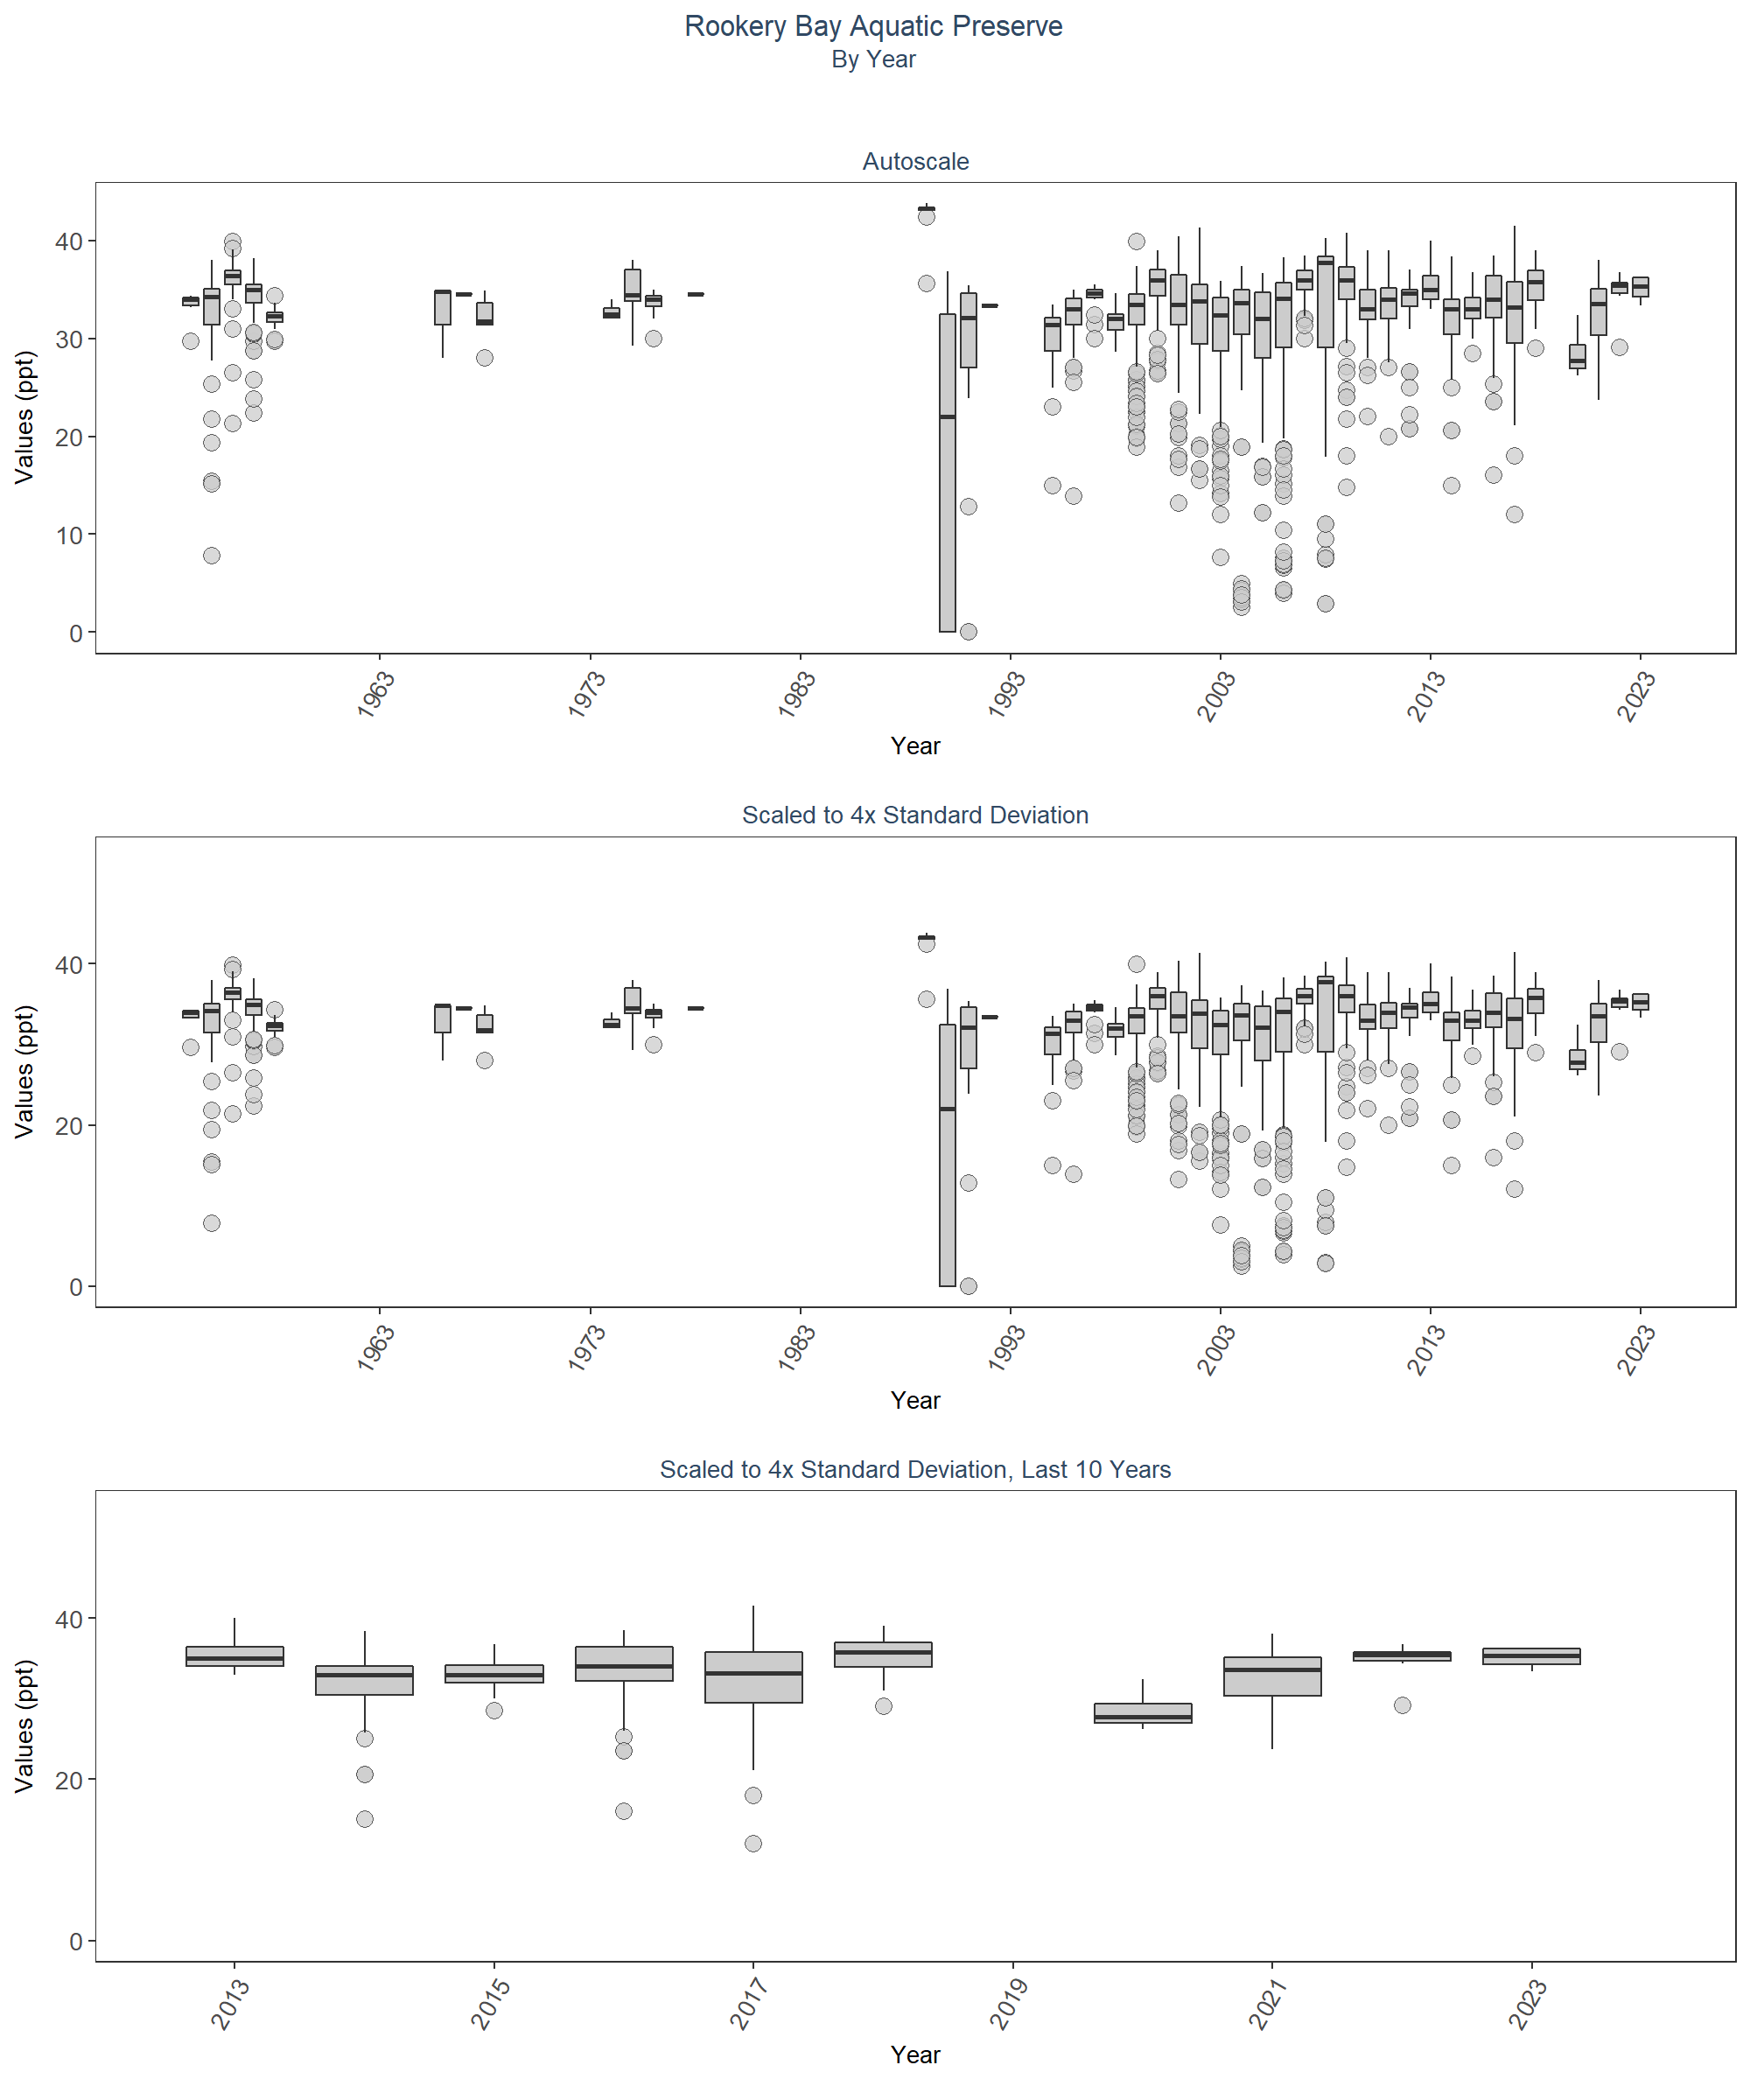 Rookery Bay Aquatic Preserve
By Year
Autoscale
Values (ppt)
40
30
20
10
0
1963 1973 1983 1993 2003 2013 2023
Year
Scaled to 4x Standard Deviation
Values (ppt)
40
20
0
1963 1973 1983 1993 2003 2013 2023
Year
Scaled to 4x Standard Deviation, Last 10 Years
Values (ppt)
40
20
0
2013 2015 2017 2019 2021 2023
Year